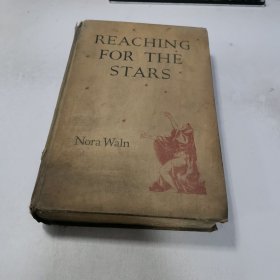 REACHING
FOR THE
STARS
Nora Waln